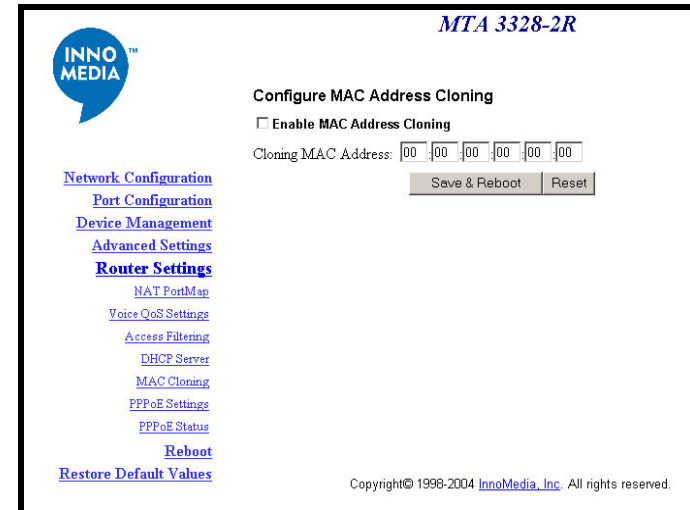 MTA 3328-2R
INNO ™
MEDIA
Configure MAC Address Cloning
Enable MAC Address Cloning
Cloning MAC Address: 00 :00 :00 :00 :00 :00
Save & Reboot Reset
Network Configuration
Port Configuration
Device Management
Advanced Settings
Router Settings
NAT PortMap
Voice QoS Settings
Access Filtering
DHCP Server
MAC Cloning
PPPoE Settings
PPPoE Status
Reboot
Restore Default Values
Copyright© 1998-2004 InnoMedia, Inc. All rights reserved.